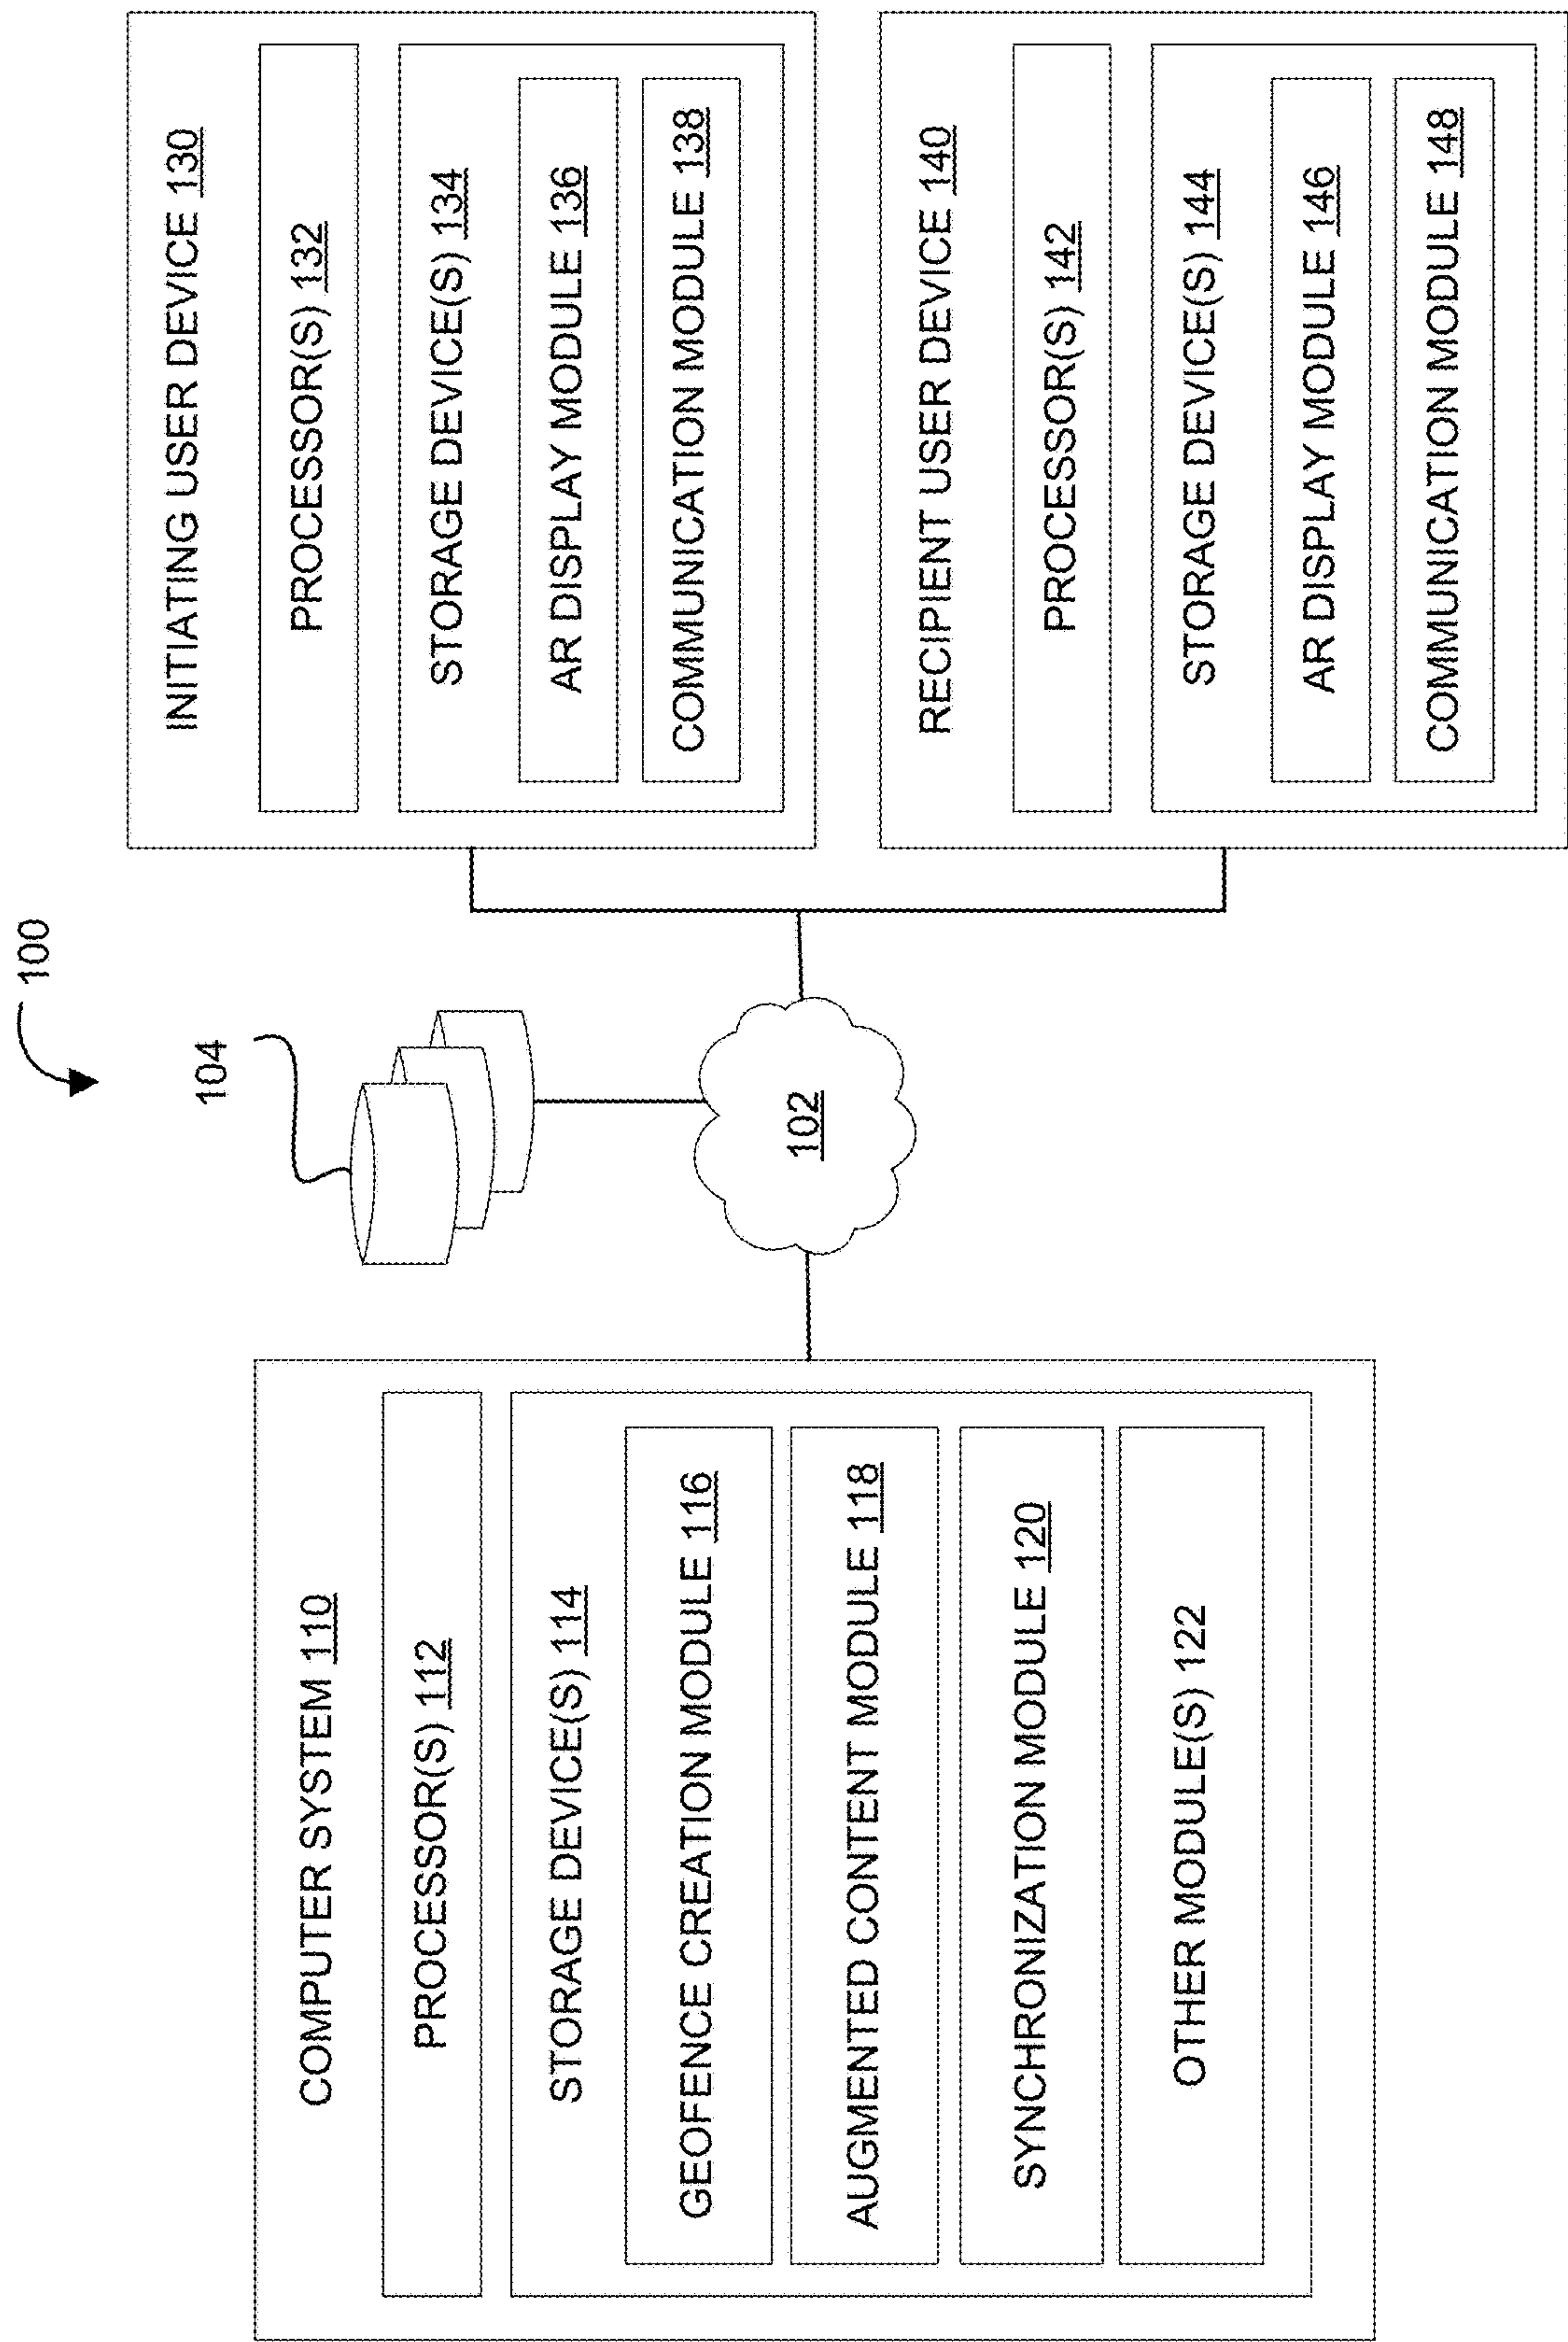 100
104
102
COMPUTER SYSTEM 110
PROCESSOR(S) 112
STORAGE DEVICE(S) 114
GEOFENCE CREATION MODULE 116
AUGMENTED CONTENT MODULE 118
SYNCHRONIZATION MODULE 120
OTHER MODULE(S) 122
INITIATING USER DEVICE 130
PROCESSOR(S) 132
STORAGE DEVICE(S) 134
AR DISPLAY MODULE 136
COMMUNICATION MODULE 138
RECIPIENT USER DEVICE 140
PROCESSOR(S) 142
STORAGE DEVICE(S) 144
AR DISPLAY MODULE 146
COMMUNICATION MODULE 148